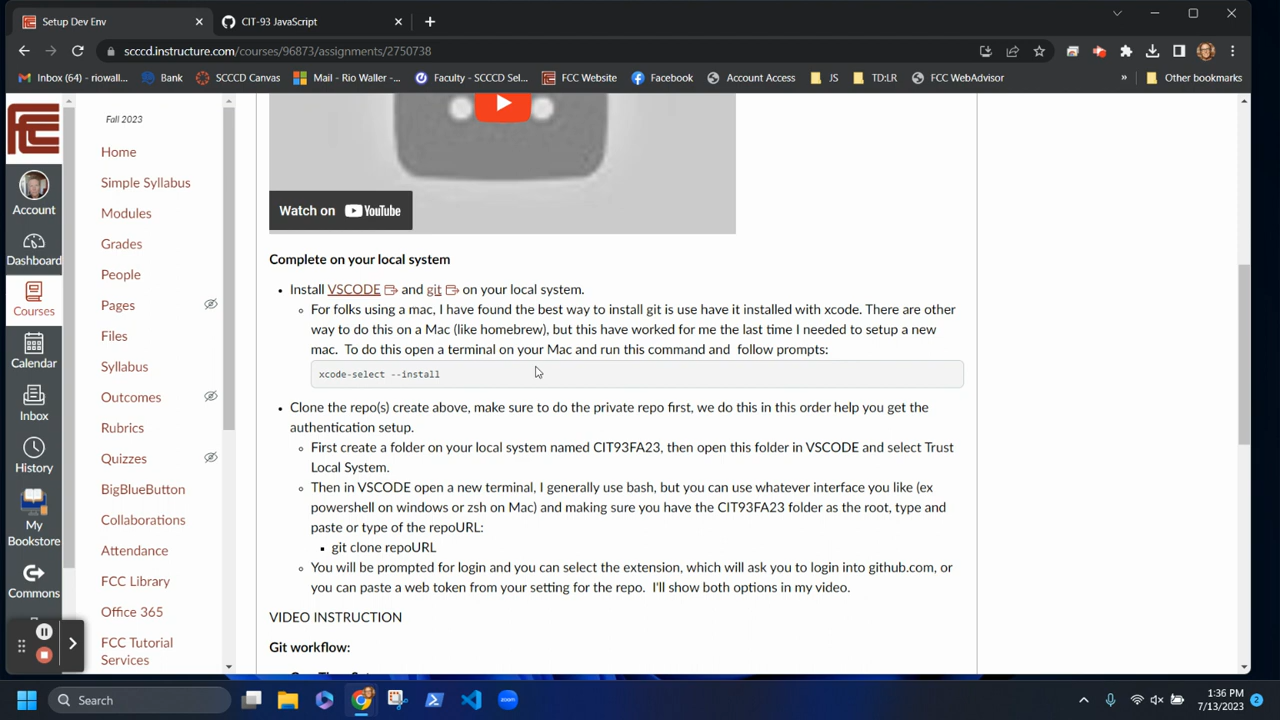 Setup Dev Env
CIT-93 JavaScript
scccd.instructure.com/courses/96873/assignments/2750738
Inbox (64) - riowall...
Bank
SCCCD Canvas
Mail - Rio Waller -...
Faculty - SCCCD Sel...
FCC Website
Facebook
Account Access
JS
TD:LR
FCC WebAdvisor
»
Other bookmarks
Account
Dashboard
Courses
Calendar
Inbox
History
My
Bookstore
Commons
Fall 2023
Home
Simple Syllabus
Modules
Grades
People
Pages
Files
Syllabus
Outcomes
Rubrics
Quizzes
BigBlueButton
Collaborations
Attendance
FCC Library
Office 365
FCC Tutorial
Services
Watch on YouTube
Complete on your local system
• Install VSCODE and git on your local system.
For folks using a mac, I have found the best way to install git is use have it installed with xcode. There are other
way to do this on a Mac (like homebrew), but this have worked for me the last time I needed to setup a new
mac.  To do this open a terminal on your Mac and run this command and  follow prompts:
xcode-select --install
• Clone the repo(s) create above, make sure to do the private repo first, we do this in this order help you get the
authentication setup.
First create a folder on your local system named CIT93FA23, then open this folder in VSCODE and select Trust
Local System.
Then in VSCODE open a new terminal, I generally use bash, but you can use whatever interface you like (ex
powershell on windows or zsh on Mac) and making sure you have the CIT93FA23 folder as the root, type and
paste or type of the repoURL:
git clone repoURL
You will be prompted for login and you can select the extension, which will ask you to login into github.com, or
you can paste a web token from your setting for the repo.  I'll show both options in my video.
VIDEO INSTRUCTION
Git workflow:
Search
zoom
1:36 PM
7/13/2023
2